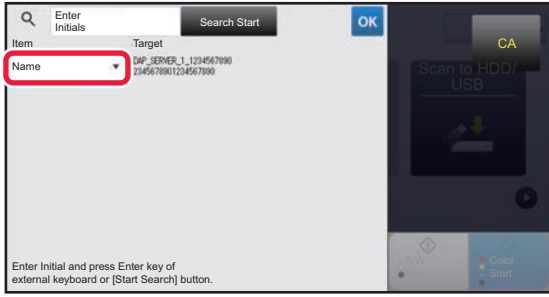 Enter
Initials
Search Start
OK
CA
Item
Target
Name
DAP_SERVER_1_1234567890
2345678901234567890
Scan to HDD/
USB
B/W
Start
Color
Start
Enter Initial and press Enter key of
external keyboard or [Start Search] button.